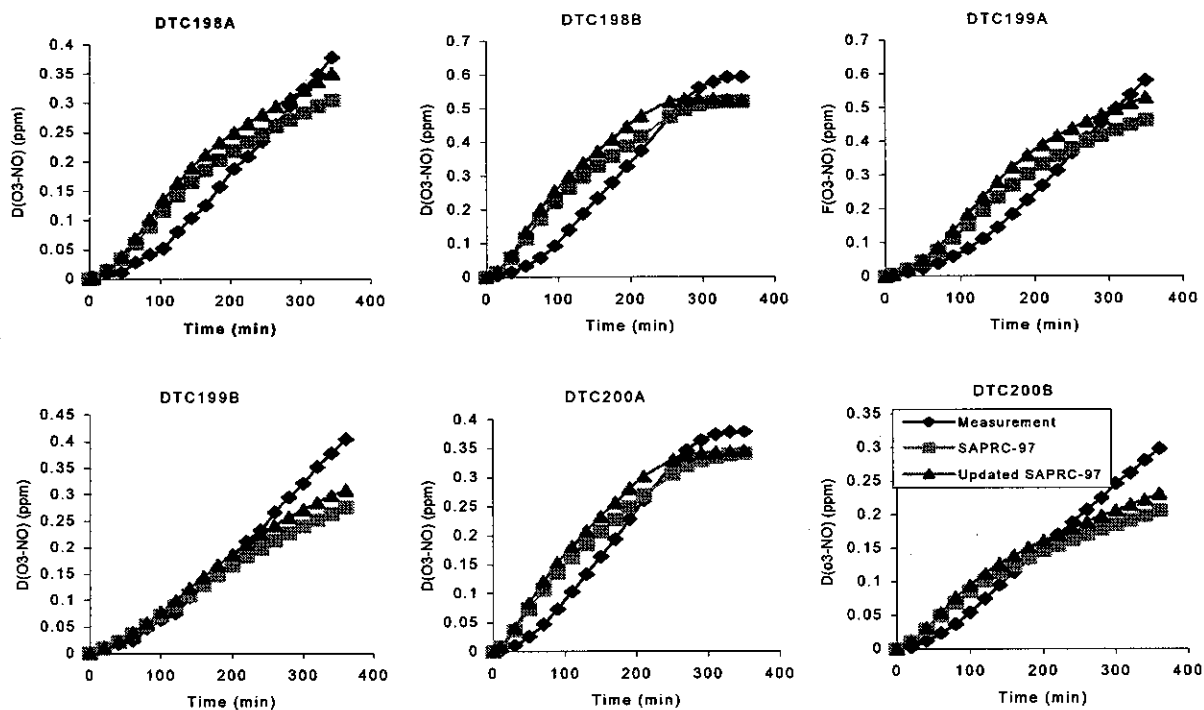 DTC198A
0.4
0.35
0.3
0.25
0.2
0.15
0.1
0.05
0
D(O3-NO) (ppm)
0 100 200 300 400
Time (min)
DTC198B
0.7
0.6
0.5
0.4
0.3
0.2
0.1
0
D(O3-NO) (ppm)
0 100 200 300 400
Time (min)
DTC199A
0.7
0.6
0.5
0.4
0.3
0.2
0.1
0
F(O3-NO) (ppm)
0 100 200 300 400
Time (min)
DTC199B
0.45
0.4
0.35
0.3
0.25
0.2
0.15
0.1
0.05
0
D(O3-NO) (ppm)
0 100 200 300 400
Time (min)
DTC200A
0.4
0.35
0.3
0.25
0.2
0.15
0.1
0.05
0
D(O3-NO) (ppm)
0 100 200 300 400
Time (min)
DTC200B
0.35
0.3
0.25
0.2
0.15
0.1
0.05
0
D(o3-NO) (ppm)
Measurement
SAPRC-97
Updated SAPRC-97
0 100 200 300 400
Time (min)